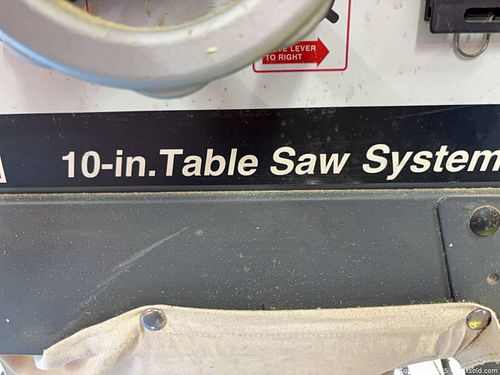 LEVER
TO RIGHT
10-in. Table Saw System